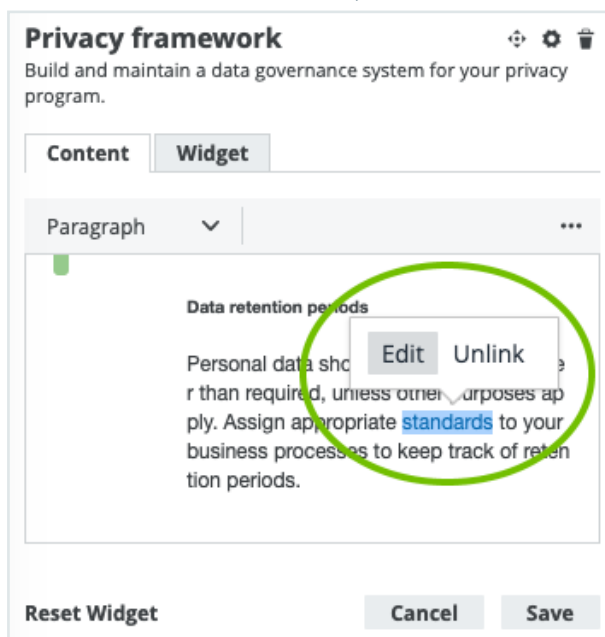 Privacy framework
Build and maintain a data governance system for your privacy
program.
Content Widget
Paragraph
Data retention periods
Edit Unlink
Personal data sho e
r than required, unless other urposes ap
ply. Assign appropriate standards to your
business processes to keep track of reten
tion periods.
Reset Widget Cancel Save